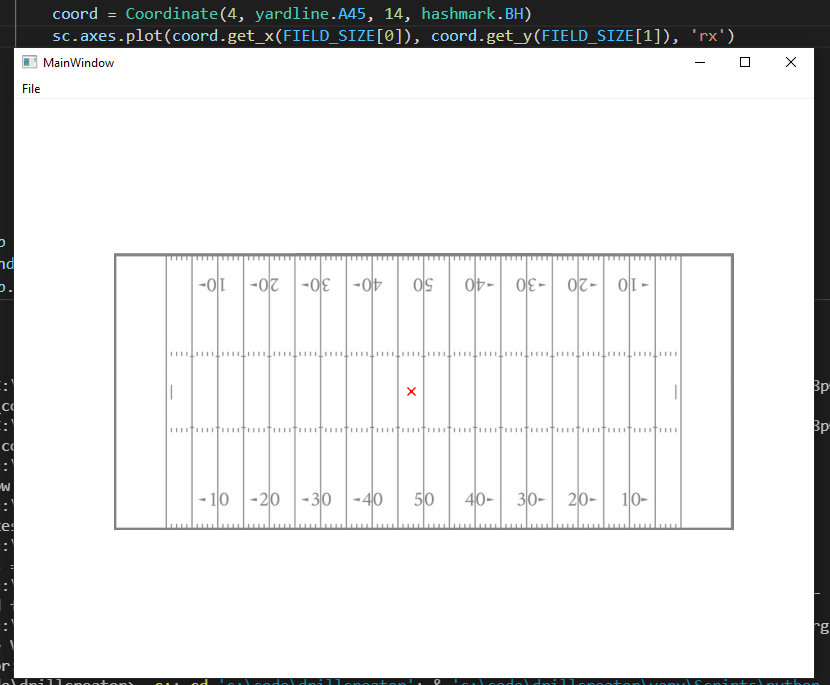 coord = Coordinate(4, yardline.A45, 14, hashmark.BH)
sc.axes.plot(coord.get_x(FIELD_SIZE[0]), coord.get_y(FIELD_SIZE[1]), 'rx')
MainWindow
File
10 20 30 40 50 40 30 20 10
10 20 30 40 50 40 30 20 10